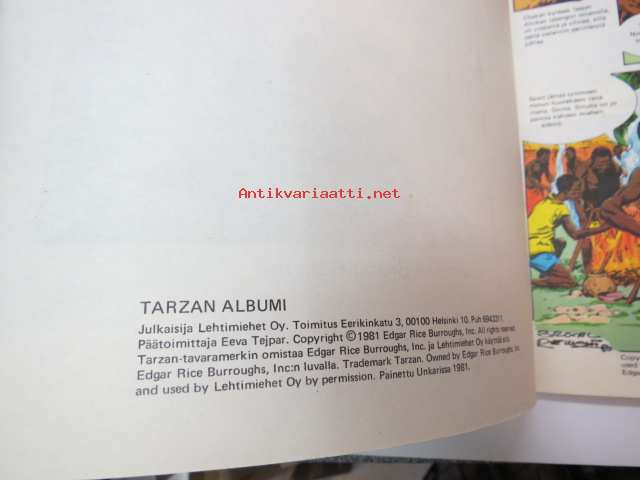 Antikvariaatti.net
TARZAN ALBUMI
Julkaisija Lehtimiehet Oy. Toimitus Eerikinkatu 3, 00100 Helsinki 10. Puh 6943311.
Päätoimittaja Eeva Tejpar. Copyright ©1981 Edgar Rice Burroughs, Inc. All rights reserved.
Tarzan-tavaramerkin omistaa Edgar Rice Burroughs, Inc. ja Lehtimiehet Oy käyttää sitä
Edgar Rice Burroughs, Inc:n luvalla. Trademark Tarzan. Owned by Edgar Rice Burroughs, Inc.
and used by Lehtimiehet Oy by permission. Painettu Unkarissa 1981.